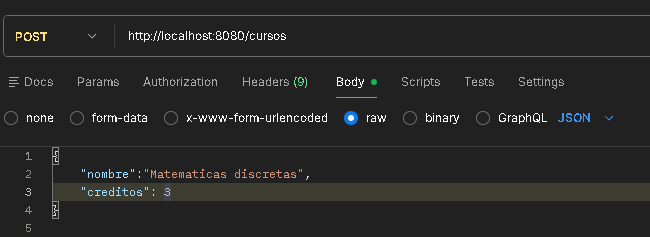 POST http://localhost:8080/cursos
Docs Params Authorization Headers (9) Body Scripts Tests Settings
none form-data x-www-form-urlencoded raw binary GraphQL JSON
1 {
2 "nombre":"Matematicas discretas",
3 "creditos": 3
4 }
5